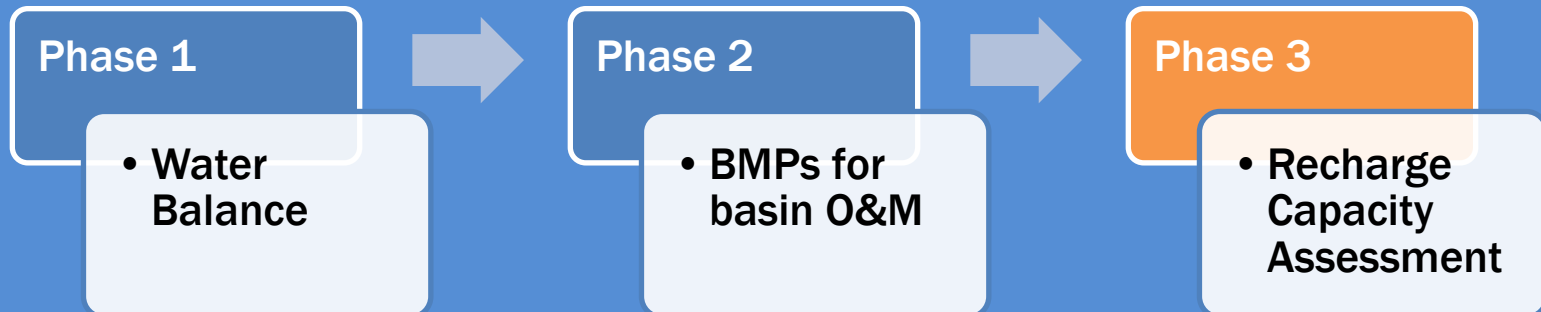 Phase 1
• Water
Balance
Phase 2
• BMPs for
basin O&M
Phase 3
• Recharge
Capacity
Assessment